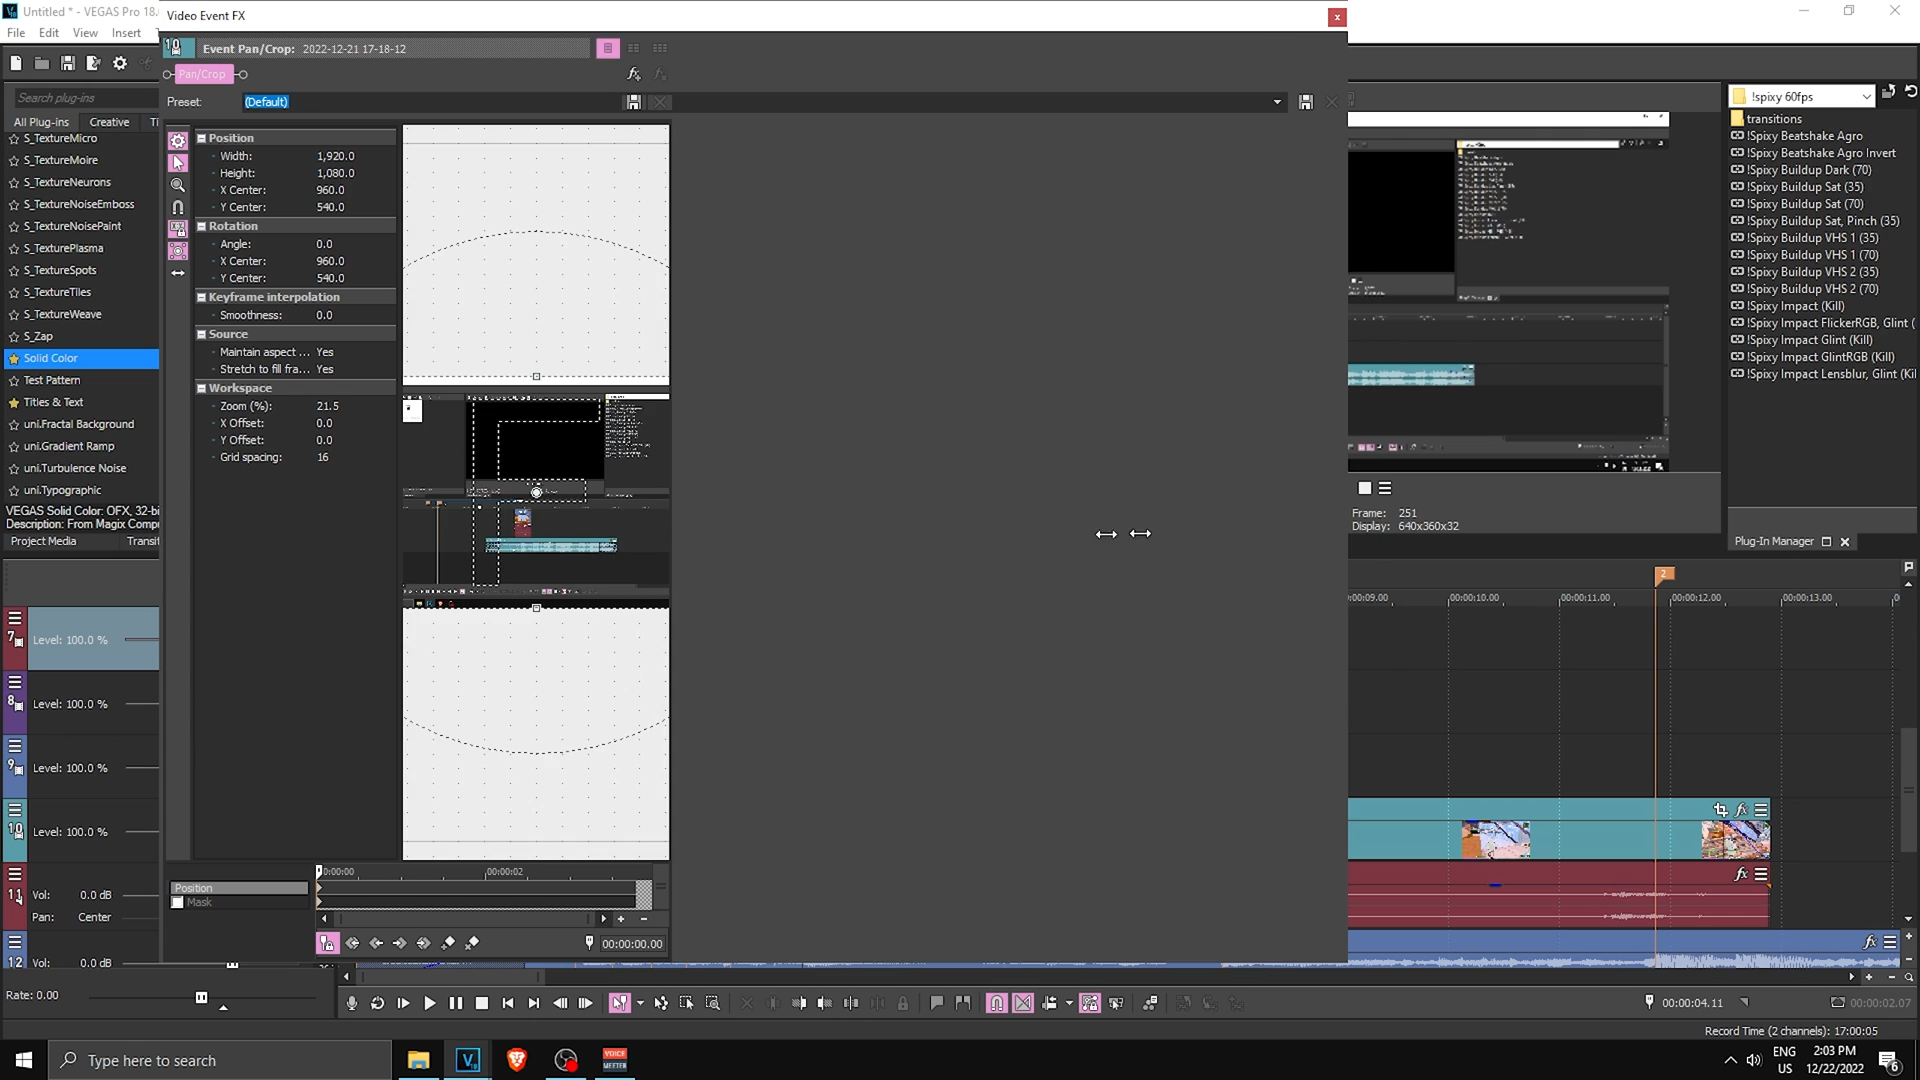 Untitled * - VEGAS Pro 18.
Video Event FX
x
File Edit View Insert
Event Pan/Crop: 2022-12-21 17-18-12
Pan/Crop
Search plug-ins
Preset: (Default)
!spixy 60fps
All Plug-ins Creative Ti
S_TextureMicro
S_TextureMoire
S_TextureNeurons
S_TextureNoiseEmboss
S_TextureNoisePaint
S_TexturePlasma
S_TextureSpots
S_TextureTiles
S_TextureWeave
S_Zap
Solid Color
Test Pattern
Titles & Text
uni.Fractal Background
uni.Gradient Ramp
uni.Turbulence Noise
uni.Typographic
VEGAS Solid Color: OFX, 32-bi
Description: From Magix Compu
Project Media Transit
Position
Width: 1,920.0
Height: 1,080.0
X Center: 960.0
Y Center: 540.0
Rotation
Angle: 0.0
X Center: 960.0
Y Center: 540.0
Keyframe interpolation
Smoothness: 0.0
Source
Maintain aspect ... Yes
Stretch to fill fra... Yes
Workspace
Zoom (%): 21.5
X Offset: 0.0
Y Offset: 0.0
Grid spacing: 16
transitions
!Spixy Beatshake Agro
!Spixy Beatshake Agro Invert
!Spixy Buildup Dark (70)
!Spixy Buildup Sat (35)
!Spixy Buildup Sat (70)
!Spixy Buildup Sat, Pinch (35)
!Spixy Buildup VHS 1 (35)
!Spixy Buildup VHS 1 (70)
!Spixy Buildup VHS 2 (35)
!Spixy Buildup VHS 2 (70)
!Spixy Impact (Kill)
!Spixy Impact FlickerRGB, Glint (
!Spixy Impact Glint (Kill)
!Spixy Impact GlintRGB (Kill)
!Spixy Impact Lensblur, Glint (Kil
Frame: 251
Display: 640x360x32
Plug-In Manager
2
00:00:10.00 00:00:11.00 00:00:12.00 00:00:13.00
7 Level: 100.0 %
8 Level: 100.0 %
9 Level: 100.0 %
10 Level: 100.0 %
11 Vol: 0.0 dB
Pan: Center
12 Vol: 0.0 dB
00:00:02
Position
Mask
00:00:00.00
Rate: 0.00
00:00:04.11
00:00:02.07
Record Time (2 channels): 17:00:05
Type here to search
VOICE
MEETER
ENG
US
2:03 PM
12/22/2022
6